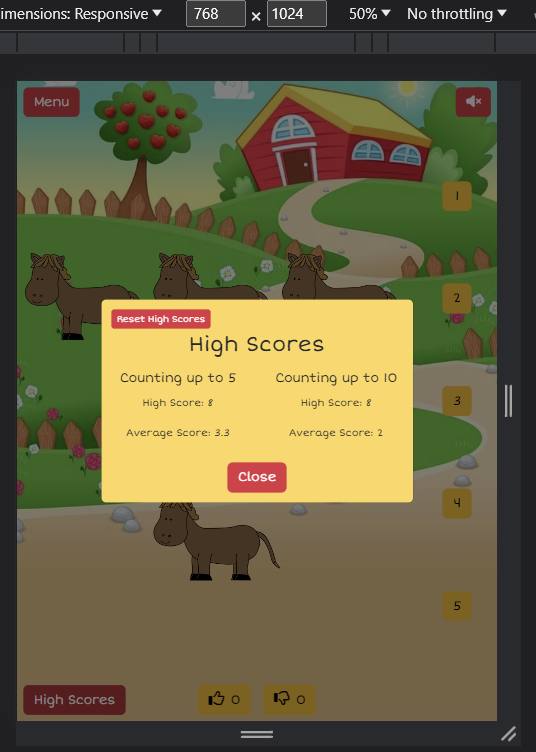 imensions: Responsive 768 × 1024 50% No throttling
Menu
1
2
Reset High Scores
High Scores
Counting up to 5 Counting up to 10
High Score: 8 High Score: 8
3
Average Score: 3.3 Average Score: 2
Close
4
5
High Scores 0 0